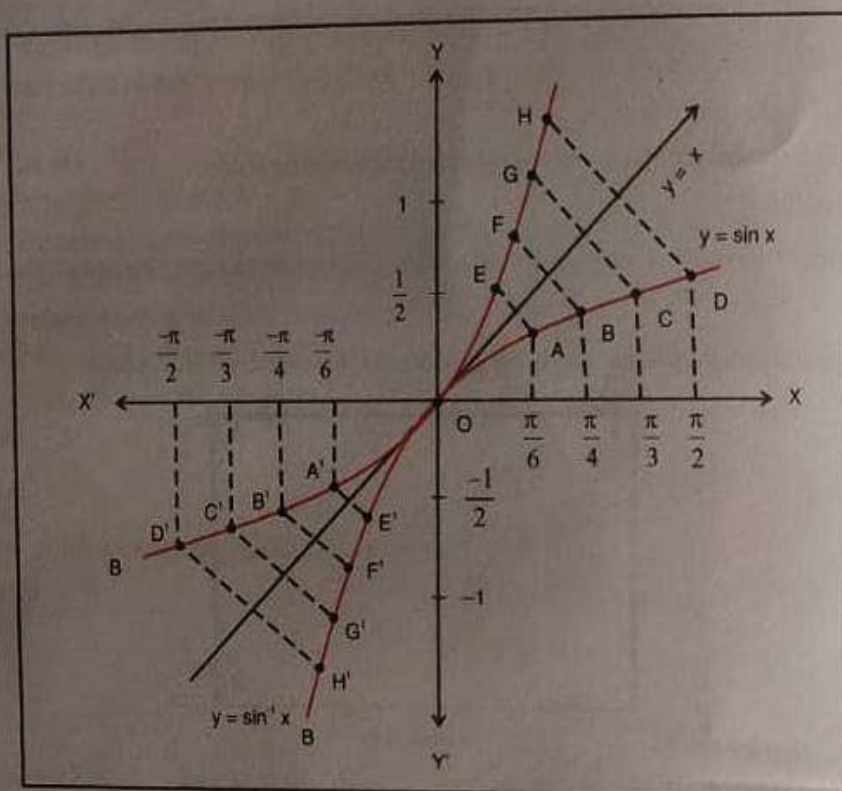 Y
H
G
y = x
1
F
y = sin x
E
1/2
D
C
B
A
-π/2 -π/3 -π/4 -π/6
X'
X
O
π/6 π/4 π/3 π/2
-1/2
A'
B'
C'
D'
E'
B
F'
-1
G'
H'
y = sin⁻¹ x
B
Y'